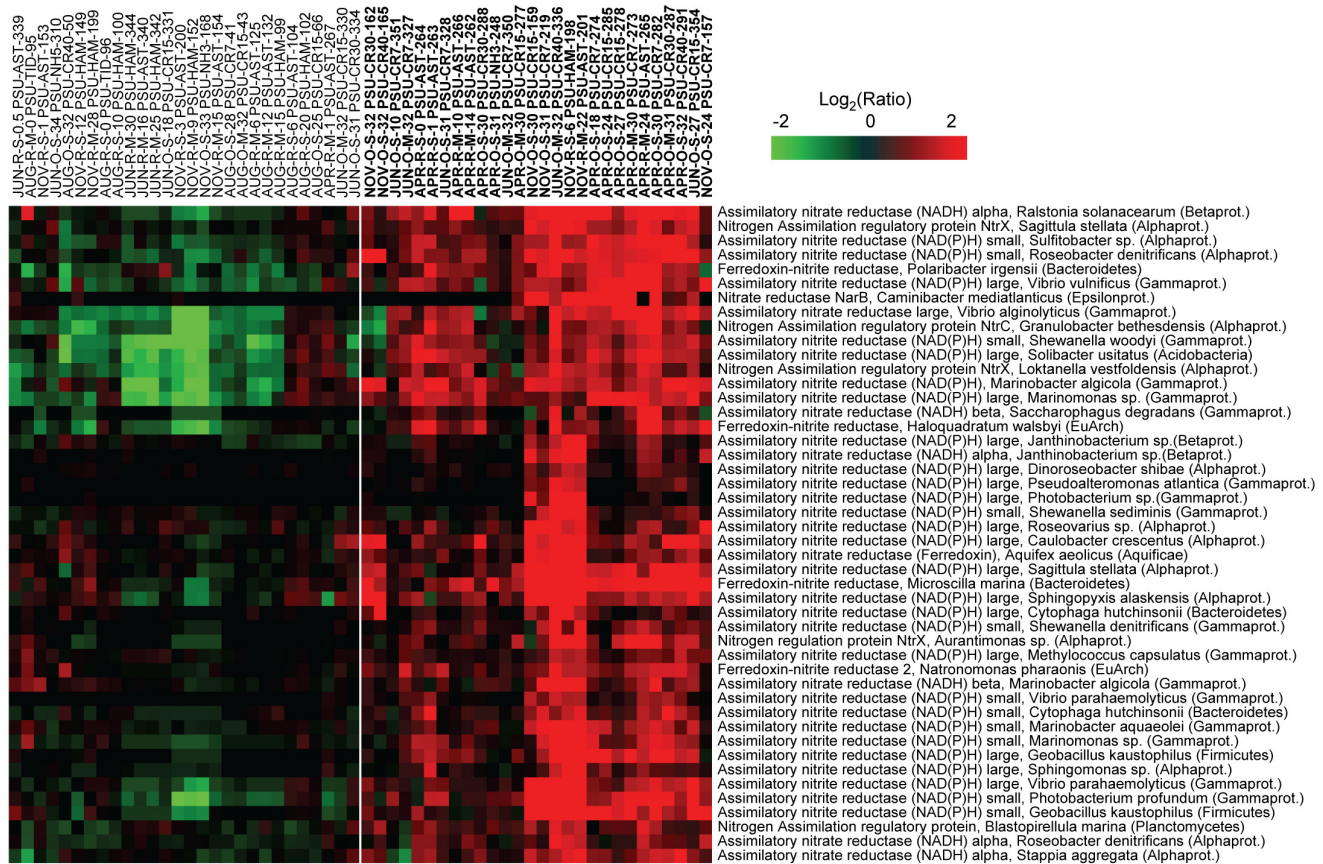 JUN-R-S-0.5 PSU-AST-339
AUG-R-M-0 PSU-TID-95
NOV-R-S-1 PSU-AST-153
JUN-O-S-34 PSU-NH5-310
AUG-O-S-32 PSU-CR40-50
NOV-R-S-12 PSU-HAM-149
NOV-R-M-28 PSU-HAM-199
AUG-R-S-0 PSU-TID-96
AUG-R-S-10 PSU-HAM-100
JUN-R-M-30 PSU-HAM-344
JUN-R-M-16 PSU-AST-340
JUN-R-M-25 PSU-HAM-342
JUN-O-S-18 PSU-CR15-331
NOV-R-S-3 PSU-AST-200
NOV-R-M-9 PSU-HAM-152
NOV-R-S-33 PSU-NH3-168
NOV-R-M-15 PSU-AST-154
AUG-O-S-28 PSU-CR7-41
AUG-O-M-32 PSU-CR15-43
AUG-R-M-6 PSU-AST-125
AUG-R-M-12 PSU-AST-132
AUG-R-M-15 PSU-HAM-99
AUG-R-S-6 PSU-AST-104
AUG-R-S-20 PSU-HAM-102
AUG-O-S-25 PSU-CR15-66
APR-R-M-1 PSU-AST-267
JUN-O-M-32 PSU-CR15-330
JUN-O-S-31 PSU-CR30-334
NOV-O-S-32 PSU-CR30-162
NOV-O-S-32 PSU-CR40-165
JUN-O-S-10 PSU-CR7-351
JUN-O-M-32 PSU-CR7-327
APR-R-S-0 PSU-AST-264
APR-R-S-1 PSU-AST-263
JUN-O-S-31 PSU-CR7-328
APR-R-M-10 PSU-AST-266
APR-R-M-14 PSU-AST-262
APR-O-S-30 PSU-CR30-288
APR-O-S-31 PSU-NH3-248
JUN-O-M-32 PSU-CR7-350
APR-O-M-30 PSU-CR15-277
NOV-O-S-30 PSU-CR15-159
NOV-O-S-30 PSU-CR7-219
JUN-O-M-32 PSU-CR40-336
NOV-R-S-6 PSU-HAM-198
NOV-R-M-22 PSU-AST-201
APR-O-S-18 PSU-CR7-274
APR-O-S-24 PSU-CR15-285
APR-O-S-27 PSU-CR15-278
APR-O-M-30 PSU-CR7-273
APR-R-M-24 PSU-AST-265
APR-O-S-30 PSU-CR7-282
APR-O-M-31 PSU-CR30-287
APR-O-S-32 PSU-CR40-291
JUN-O-S-27 PSU-CR15-354
NOV-O-S-24 PSU-CR7-157
Log2(Ratio)
-2 0 2
Assimilatory nitrate reductase (NADH) alpha, Ralstonia solanacearum (Betaprot.)
Nitrogen Assimilation regulatory protein NtrX, Sagittula stellata (Alphaprot.)
Assimilatory nitrite reductase (NAD(P)H) small, Sulfitobacter sp. (Alphaprot.)
Assimilatory nitrite reductase (NAD(P)H) small, Roseobacter denitrificans (Alphaprot.)
Ferredoxin-nitrite reductase, Polaribacter irgensii (Bacteroidetes)
Assimilatory nitrite reductase (NAD(P)H) large, Vibrio vulnificus (Gammaprot.)
Nitrate reductase NarB, Caminibacter mediatlanticus (Epsilonprot.)
Assimilatory nitrate reductase large, Vibrio alginolyticus (Gammaprot.)
Nitrogen Assimilation regulatory protein NtrC, Granulobacter bethesdensis (Alphaprot.)
Assimilatory nitrite reductase (NAD(P)H) small, Shewanella woodyi (Gammaprot.)
Assimilatory nitrite reductase (NAD(P)H) large, Solibacter usitatus (Acidobacteria)
Nitrogen Assimilation regulatory protein NtrX, Loktanella vestfoldensis (Alphaprot.)
Assimilatory nitrite reductase (NAD(P)H), Marinobacter algicola (Gammaprot.)
Assimilatory nitrite reductase (NAD(P)H) large, Marinomonas sp. (Gammaprot.)
Assimilatory nitrate reductase (NADH) beta, Saccharophagus degradans (Gammaprot.)
Ferredoxin-nitrite reductase, Haloquadratum walsbyi (EuArch)
Assimilatory nitrite reductase (NAD(P)H) large, Janthinobacterium sp.(Betaprot.)
Assimilatory nitrate reductase (NADH) alpha, Janthinobacterium sp.(Betaprot.)
Assimilatory nitrite reductase (NAD(P)H) large, Dinoroseobacter shibae (Alphaprot.)
Assimilatory nitrite reductase (NAD(P)H) large, Pseudoalteromonas atlantica (Gammaprot.)
Assimilatory nitrite reductase (NAD(P)H) large, Photobacterium sp.(Gammaprot.)
Assimilatory nitrite reductase (NAD(P)H) small, Shewanella sediminis (Gammaprot.)
Assimilatory nitrite reductase (NAD(P)H) large, Roseovarius sp. (Alphaprot.)
Assimilatory nitrite reductase (NAD(P)H) large, Caulobacter crescentus (Alphaprot.)
Assimilatory nitrate reductase (Ferredoxin), Aquifex aeolicus (Aquificae)
Assimilatory nitrite reductase (NAD(P)H) large, Sagittula stellata (Alphaprot.)
Ferredoxin-nitrite reductase, Microscilla marina (Bacteroidetes)
Assimilatory nitrite reductase (NAD(P)H) large, Sphingopyxis alaskensis (Alphaprot.)
Assimilatory nitrite reductase (NAD(P)H) large, Cytophaga hutchinsonii (Bacteroidetes)
Assimilatory nitrite reductase (NAD(P)H) small, Shewanella denitrificans (Gammaprot.)
Nitrogen regulation protein NtrX, Aurantimonas sp. (Alphaprot.)
Assimilatory nitrite reductase (NAD(P)H) large, Methylococcus capsulatus (Gammaprot.)
Ferredoxin-nitrite reductase 2, Natronomonas pharaonis (EuArch)
Assimilatory nitrate reductase (NADH) beta, Marinobacter algicola (Gammaprot.)
Assimilatory nitrite reductase (NAD(P)H) small, Vibrio parahaemolyticus (Gammaprot.)
Assimilatory nitrite reductase (NAD(P)H) small, Cytophaga hutchinsonii (Bacteroidetes)
Assimilatory nitrite reductase (NAD(P)H) small, Marinobacter aquaeolei (Gammaprot.)
Assimilatory nitrite reductase (NAD(P)H) small, Marinomonas sp. (Gammaprot.)
Assimilatory nitrite reductase (NAD(P)H) large, Geobacillus kaustophilus (Firmicutes)
Assimilatory nitrite reductase (NAD(P)H) large, Sphingomonas sp. (Alphaprot.)
Assimilatory nitrite reductase (NAD(P)H) large, Vibrio parahaemolyticus (Gammaprot.)
Assimilatory nitrite reductase (NAD(P)H) small, Photobacterium profundum (Gammaprot.)
Assimilatory nitrite reductase (NAD(P)H) small, Geobacillus kaustophilus (Firmicutes)
Nitrogen Assimilation regulatory protein, Blastopirellula marina (Planctomycetes)
Assimilatory nitrate reductase (NADH) alpha, Roseobacter denitrificans (Alphaprot.)
Assimilatory nitrate reductase (NADH) alpha, Stappia aggregata (Alphaprot.)